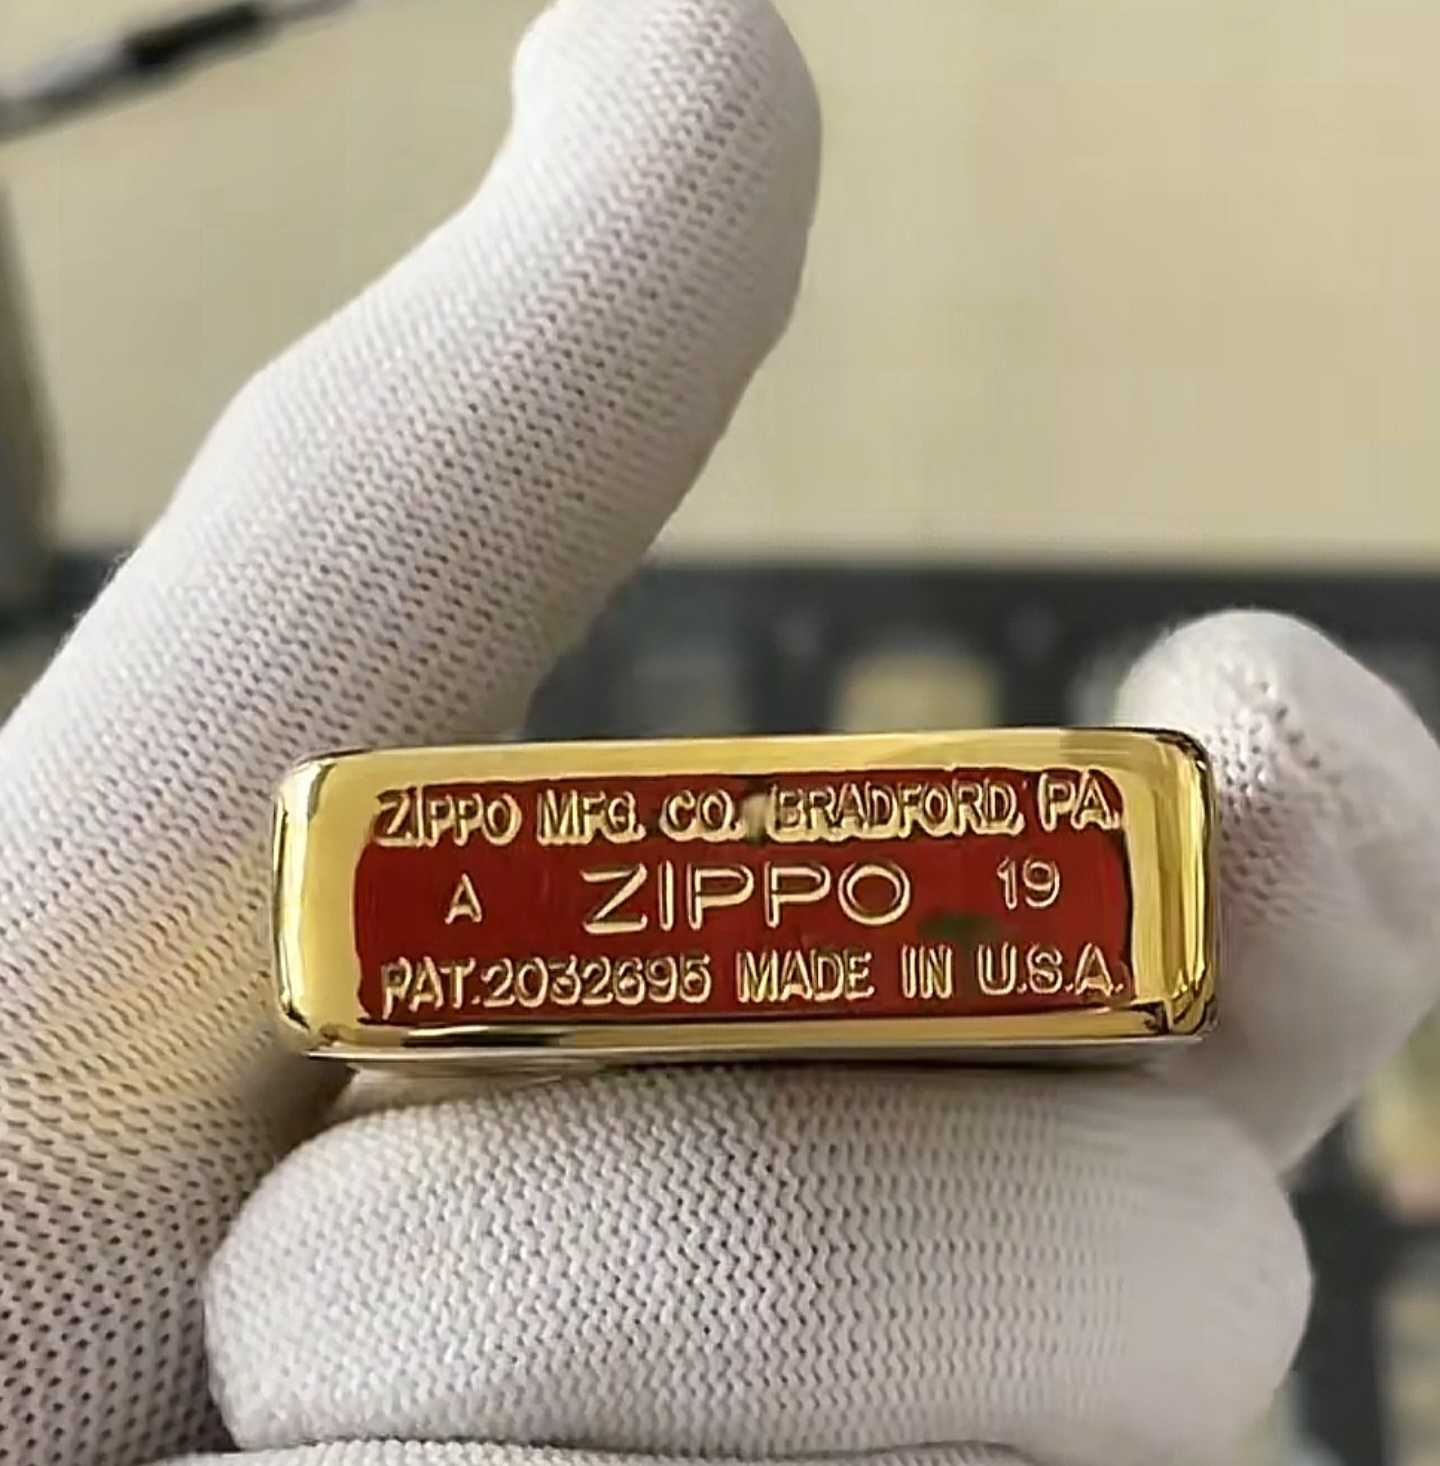 ZIPPO MFG. CO. BRADFORD, PA.
A ZIPPO 19
PAT.2032695 MADE IN U.S.A.